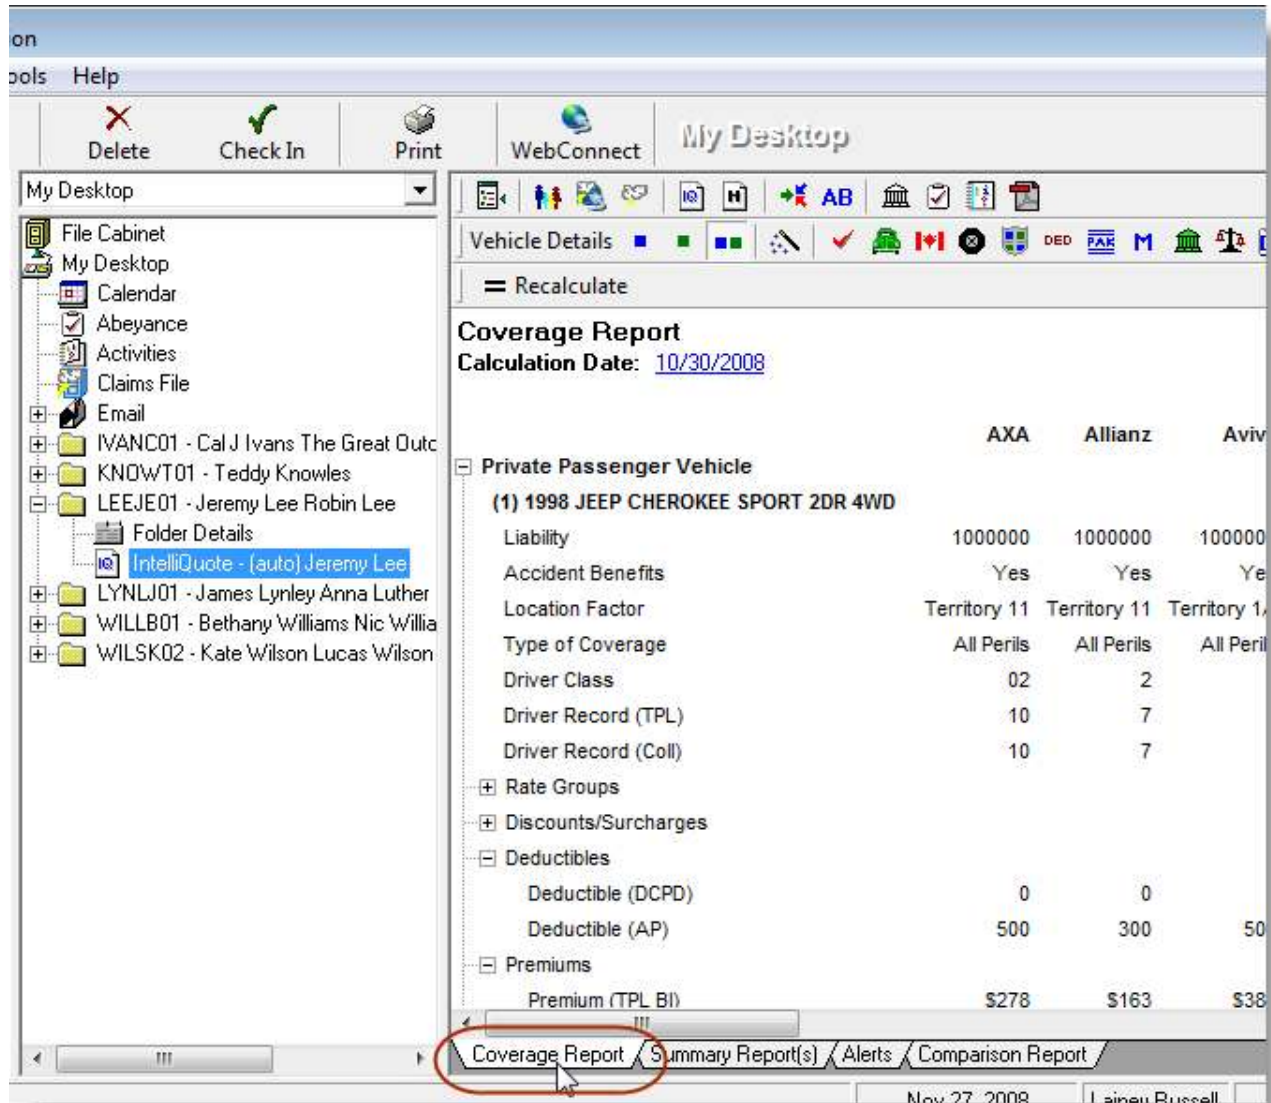 on
ools Help
Delete Check In Print WebConnect My Desktop
My Desktop
File Cabinet
My Desktop
Calendar
Abeyance
Activities
Claims File
Email
IVANC01 - Cal J Ivans The Great Outc
KNOWT01 - Teddy Knowles
LEEJE01 - Jeremy Lee Robin Lee
Folder Details
IQ IntelliQuote - (auto) Jeremy Lee
LYNLJ01 - James Lynley Anna Luther
WILLB01 - Bethany Williams Nic Willia
WILSK02 - Kate Wilson Lucas Wilson
IQ H AB
Vehicle Details DED PAK M
= Recalculate
Coverage Report
Calculation Date: 10/30/2008
AXA Allianz Aviv
Private Passenger Vehicle
(1) 1998 JEEP CHEROKEE SPORT 2DR 4WD
Liability 1000000 1000000 100000
Accident Benefits Yes Yes Ye
Location Factor Territory 11 Territory 11 Territory 1
Type of Coverage All Perils All Perils All Peril
Driver Class 02 2
Driver Record (TPL) 10 7
Driver Record (Coll) 10 7
Rate Groups
Discounts/Surcharges
Deductibles
Deductible (DCPD) 0 0
Deductible (AP) 500 300 50
Premiums
Premium (TPL BI) $278 $163 $38
Coverage Report Summary Report(s) Alerts Comparison Report
Nov 27, 2008 Lainey Russell